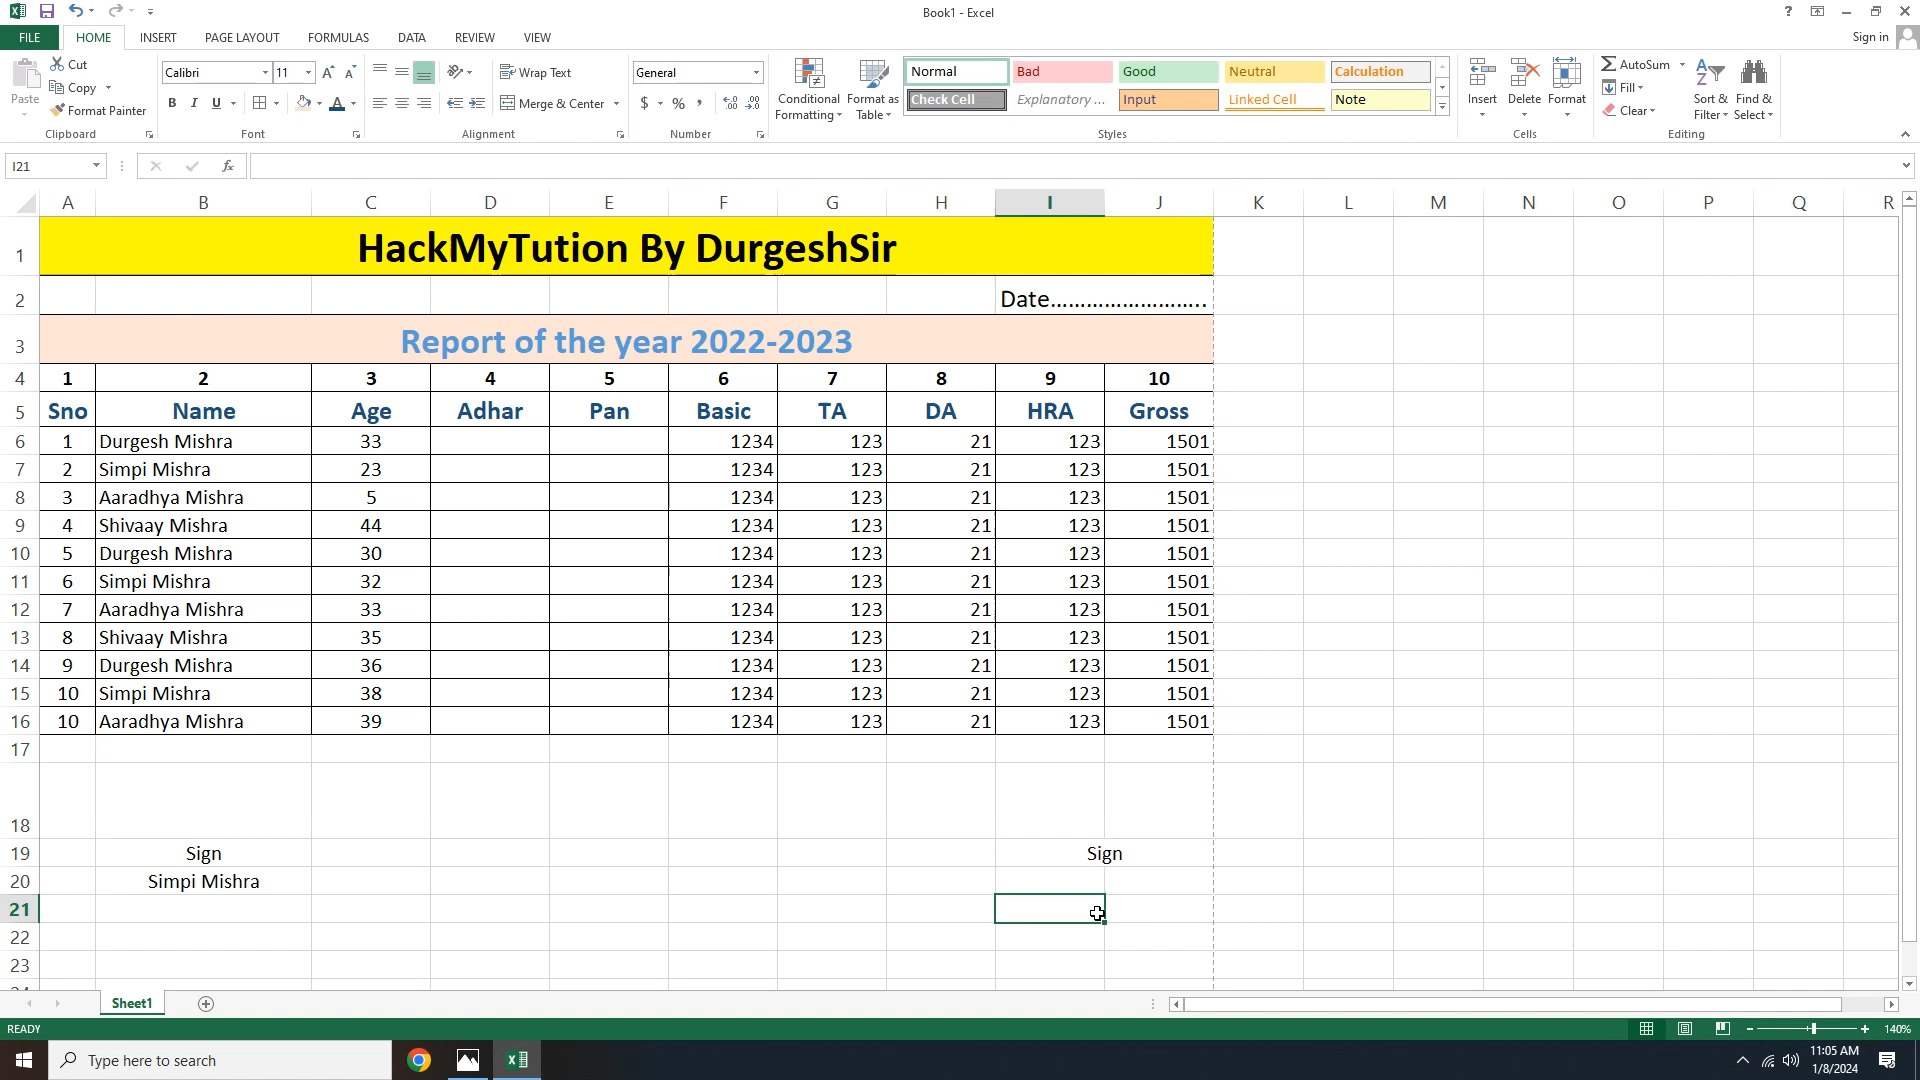 Book1 - Excel
Sign in
FILE HOME INSERT PAGE LAYOUT FORMULAS DATA REVIEW VIEW
Paste Cut Copy Format Painter
Calibri 11 Wrap Text Merge & Center
General
Conditional Formatting Format as Table
Normal Bad Good Neutral Calculation
Check Cell Explanatory ... Input Linked Cell Note
Insert Delete Format
AutoSum Fill Clear
Sort & Filter Find & Select
Clipboard Font Alignment Number Styles Cells Editing
I21 fx
A B C D E F G H I J K L M N O P Q R
1 HackMyTution By DurgeshSir
2 Date........................
3 Report of the year 2022-2023
4 1 2 3 4 5 6 7 8 9 10
5 Sno Name Age Adhar Pan Basic TA DA HRA Gross
6 1 Durgesh Mishra 33 1234 123 21 123 1501
7 2 Simpi Mishra 23 1234 123 21 123 1501
8 3 Aaradhya Mishra 5 1234 123 21 123 1501
9 4 Shivaay Mishra 44 1234 123 21 123 1501
10 5 Durgesh Mishra 30 1234 123 21 123 1501
11 6 Simpi Mishra 32 1234 123 21 123 1501
12 7 Aaradhya Mishra 33 1234 123 21 123 1501
13 8 Shivaay Mishra 35 1234 123 21 123 1501
14 9 Durgesh Mishra 36 1234 123 21 123 1501
15 10 Simpi Mishra 38 1234 123 21 123 1501
16 10 Aaradhya Mishra 39 1234 123 21 123 1501
17
18
19 Sign Sign
20 Simpi Mishra
21
22
23
Sheet1
READY 140%
Type here to search
11:05 AM
1/8/2024